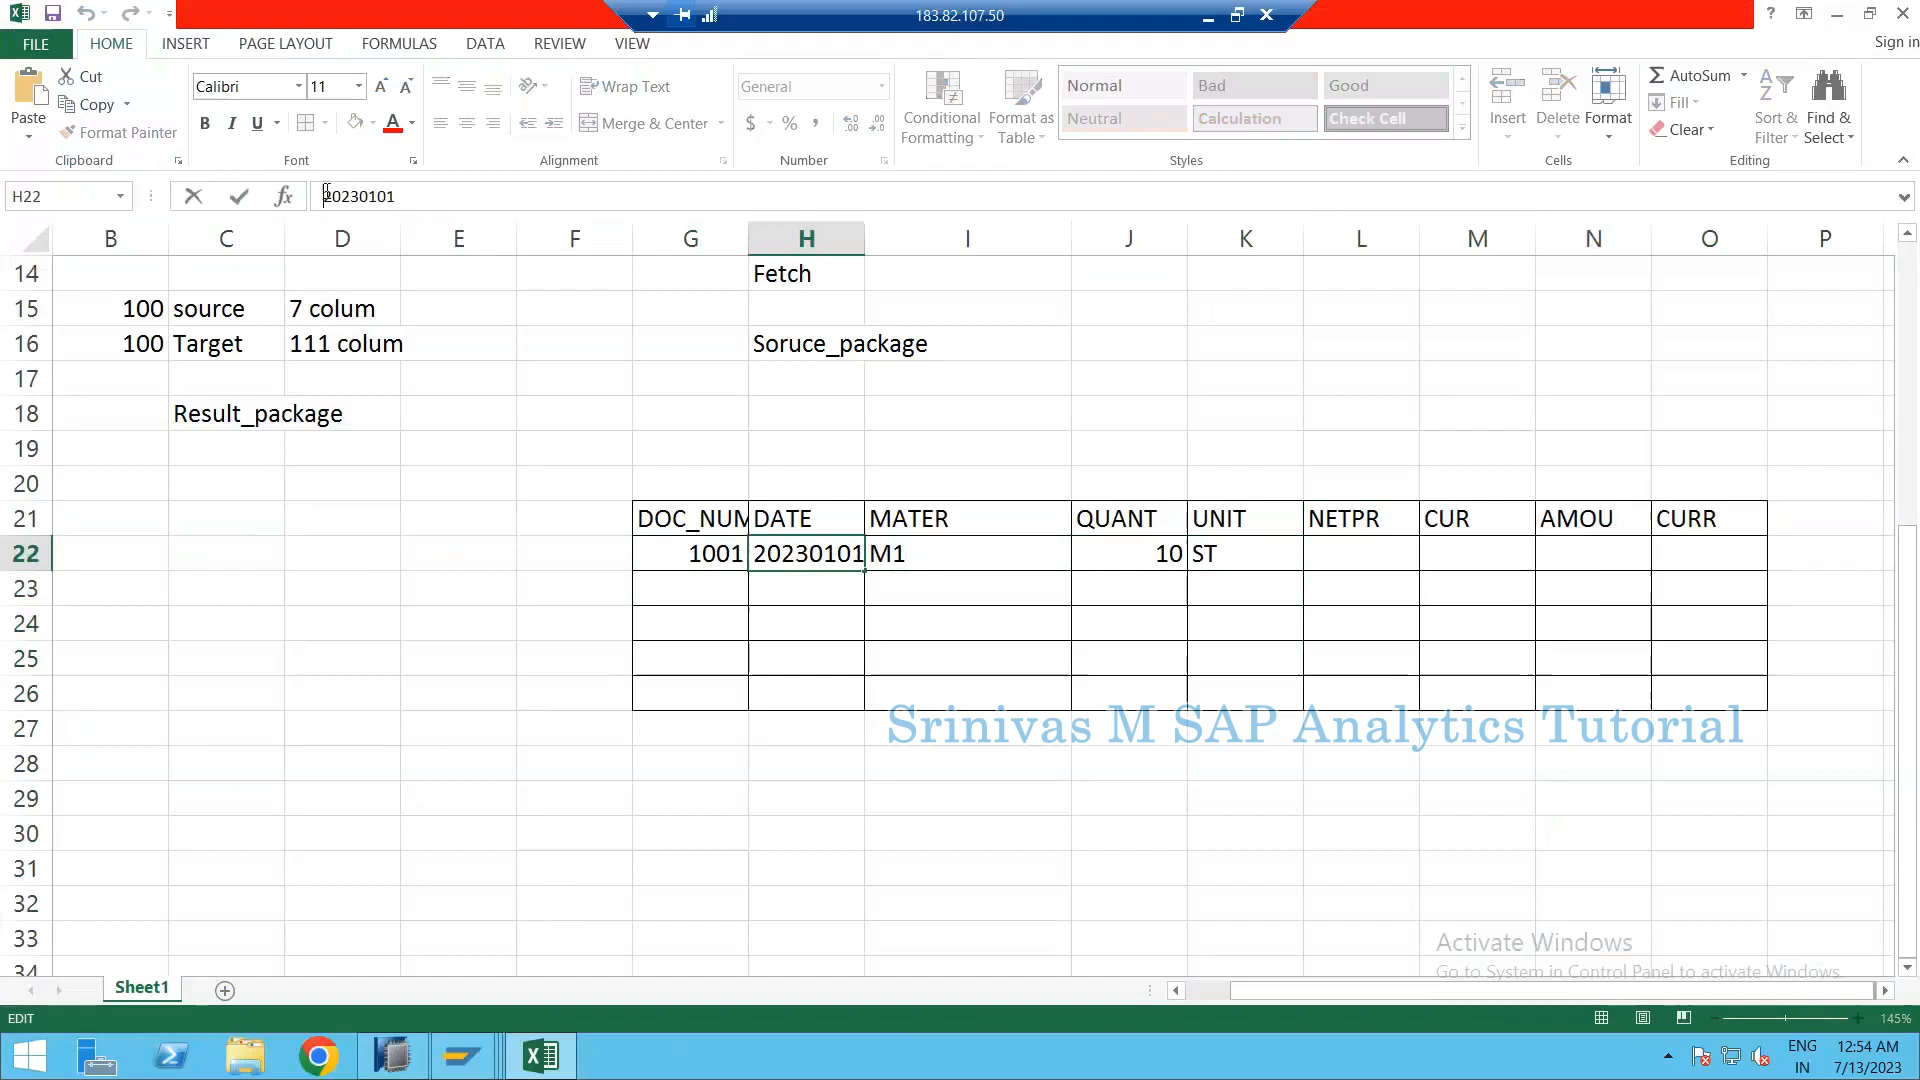 183.82.107.50
Sign in
FILE HOME INSERT PAGE LAYOUT FORMULAS DATA REVIEW VIEW
Paste
Cut
Copy
Format Painter
Clipboard
Calibri 11
B I U
Font
Wrap Text
Merge & Center
Alignment
General
$ % ,
Number
Conditional Formatting
Format as Table
Normal Bad Good
Neutral Calculation Check Cell
Styles
Insert Delete Format
Cells
AutoSum
Fill
Clear
Sort & Filter
Find & Select
Editing
H22 fx 20230101
B C D E F G H I J K L M N O P
14 Fetch
15 100 source 7 colum
16 100 Target 111 colum Soruce_package
17
18 Result_package
19
20
21 DOC_NUM DATE MATER QUANT UNIT NETPR CUR AMOU CURR
22 1001 20230101 M1 10 ST
23
24
25
26
27
Srinivas M SAP Analytics Tutorial
28
29
30
31
32
33
Activate Windows
34
Go to System in Control Panel to activate Windows.
Sheet1
EDIT
145%
ENG
IN
12:54 AM
7/13/2023